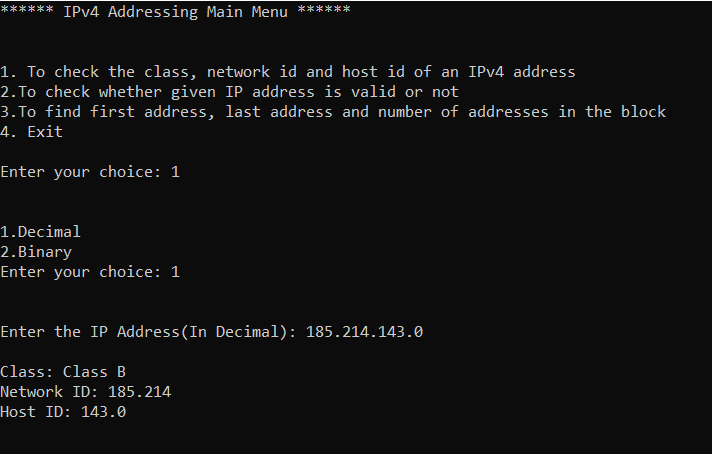 ****** IPv4 Addressing Main Menu ******
1. To check the class, network id and host id of an IPv4 address
2.To check whether given IP address is valid or not
3.To find first address, last address and number of addresses in the block
4. Exit
Enter your choice: 1
1.Decimal
2.Binary
Enter your choice: 1
Enter the IP Address(In Decimal): 185.214.143.0
Class: Class B
Network ID: 185.214
Host ID: 143.0